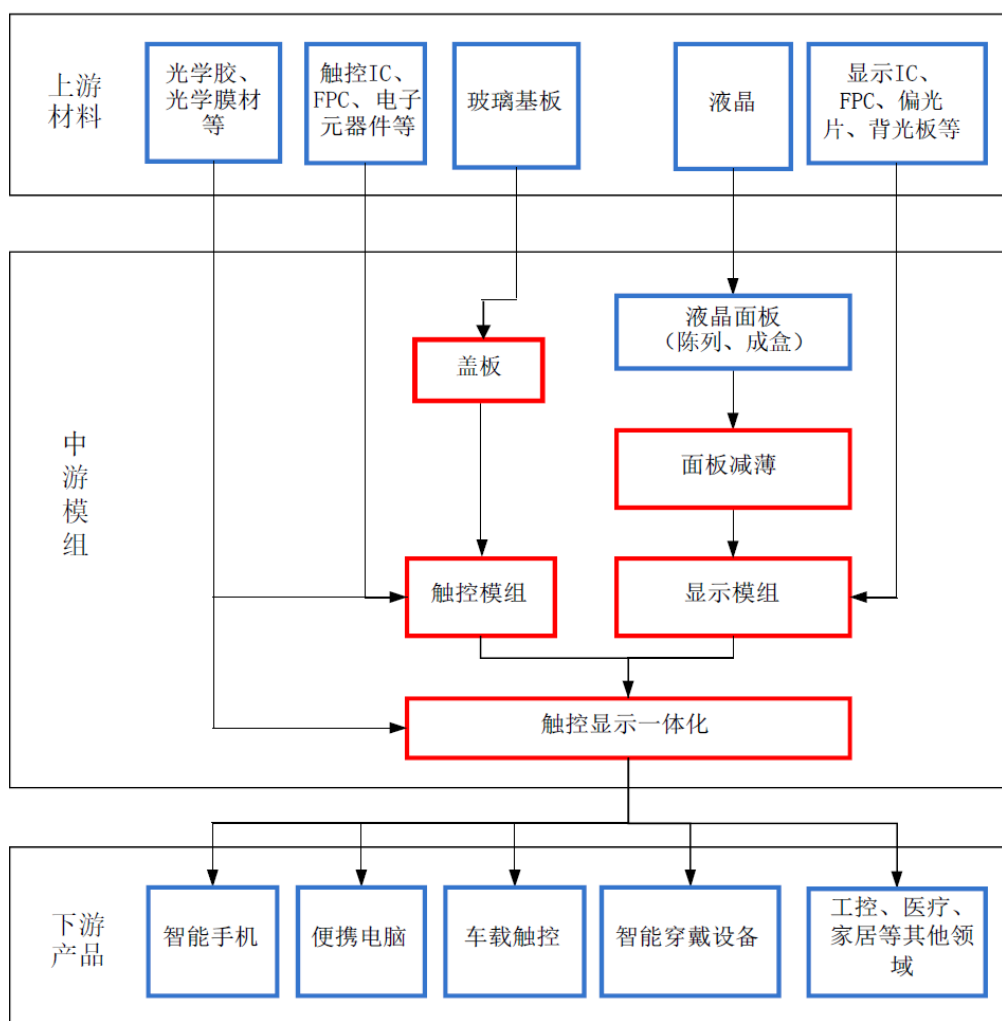 上游
材料
光学胶、
光学膜材
等
触控IC、
FPC、电子
元器件等
玻璃基板
液晶
显示IC、
FPC、偏光
片、背光板等
中
游
模
组
盖板
液晶面板
（陈列、成盒）
面板减薄
触控模组
显示模组
触控显示一体化
下游
产品
智能手机
便携电脑
车载触控
智能穿戴设备
工控、医疗、
家居等其他领
域